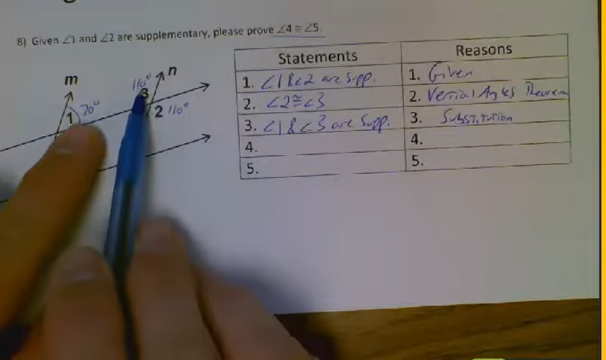 8) Given ∠1 and ∠2 are supplementary, please prove ∠4 ≅ ∠5.
Statements Reasons
1. ∠1 & ∠2 are supp. 1. Given
2. ∠2 ≅ ∠3 2. Vertical Angles Theorem
3. ∠1 & ∠3 are supp. 3. Substitution
4. 4.
5. 5.
m
n
110°
3
1 70°
2 110°